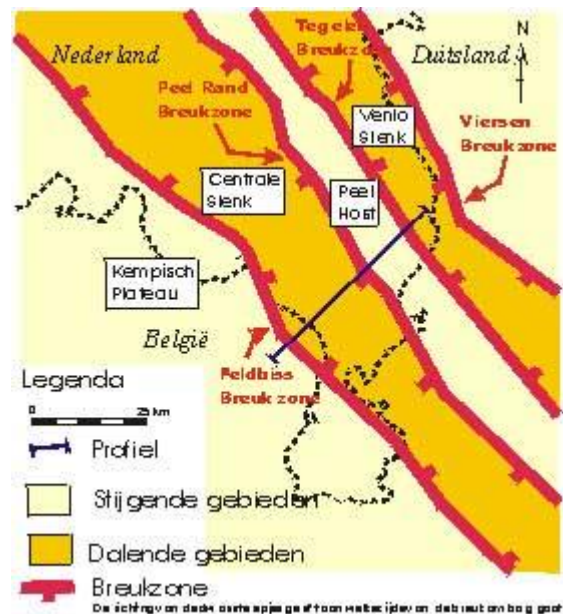 Nederland
Tegelen
Breukzone
Duitsland
N
Peel Rand
Breukzone
Venlo
Slenk
Viersen
Breukzone
Centrale
Slenk
Peel
Horst
Kempisch
Plateau
België
Feldbiss
Breukzone
Legenda
0
25 km
Profiel
Stijgende gebieden
Dalende gebieden
Breukzone